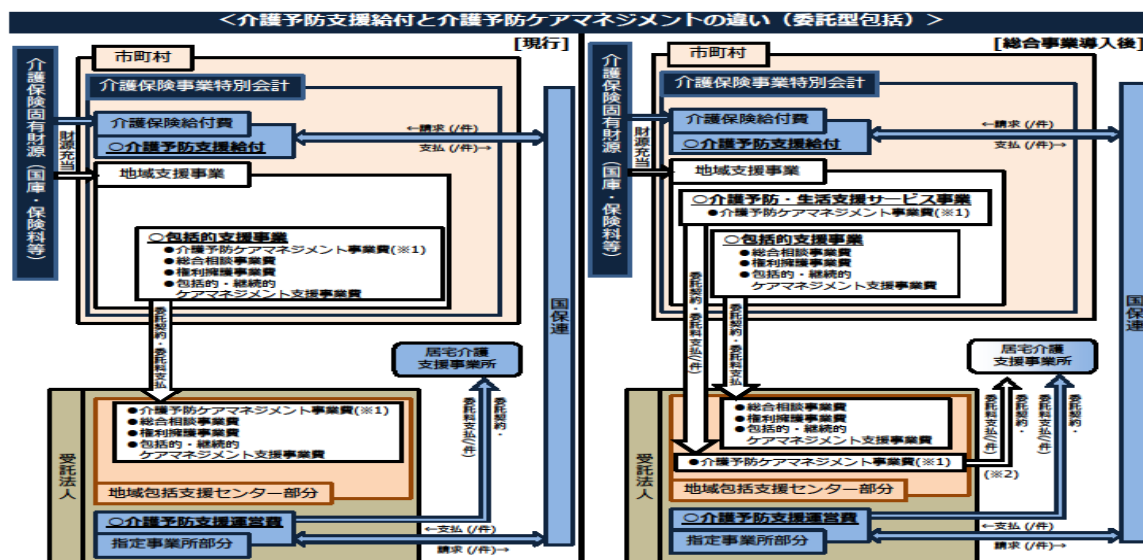 ＜介護予防支援給付と介護予防ケアマネジメントの違い（委託型包括）＞
[現行]
市町村
介護保険事業特別会計
介護保険固有財源（国庫・保険料等）
財源充当
介護保険給付費
○介護予防支援給付
←請求 (/件)
支払 (/件)→
地域支援事業
○包括的支援事業
●介護予防ケアマネジメント事業費(※1)
●総合相談事業費
●権利擁護事業費
●包括的・継続的
ケアマネジメント支援事業費
国保連
委託契約・委託料支払
居宅介護
支援事業所
委託契約・
委託料支払(/件)
受託法人
●介護予防ケアマネジメント事業費(※1)
●総合相談事業費
●権利擁護事業費
●包括的・継続的
ケアマネジメント支援事業費
地域包括支援センター部分
○介護予防支援運営費
指定事業所部分
←支払 (/件)
請求 (/件)→
[総合事業導入後]
市町村
介護保険事業特別会計
介護保険固有財源（国庫・保険料等）
財源充当
介護保険給付費
○介護予防支援給付
←請求 (/件)
支払 (/件)→
地域支援事業
○介護予防・生活支援サービス事業
●介護予防ケアマネジメント事業費(※1)
○包括的支援事業
●総合相談事業費
●権利擁護事業費
●包括的・継続的
ケアマネジメント支援事業費
国保連
委託契約・委託料支払(/件)
委託契約・委託料支払
居宅介護
支援事業所
委託契約・
委託料支払(/件)
委託契約・
委託料支払(/件)
(※2)
受託法人
●総合相談事業費
●権利擁護事業費
●包括的・継続的
ケアマネジメント支援事業費
●介護予防ケアマネジメント事業費(※1)
地域包括支援センター部分
○介護予防支援運営費
指定事業所部分
←支払 (/件)
請求 (/件)→